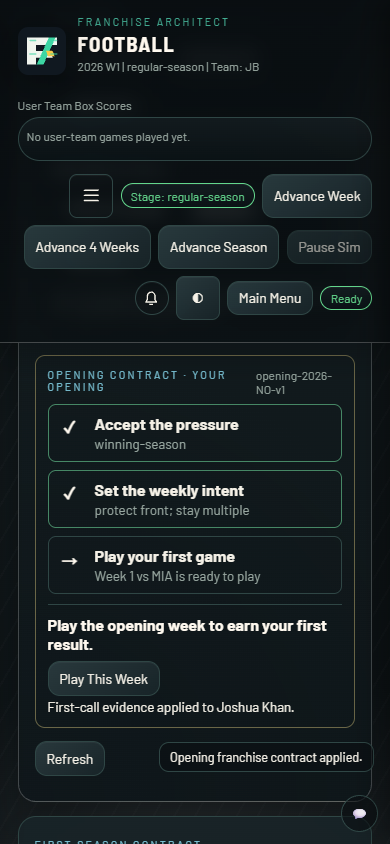 FRANCHISE ARCHITECT
FOOTBALL
2026 W1 | regular-season | Team: JB
User Team Box Scores
No user-team games played yet.
Stage: regular-season
Advance Week
Advance 4 Weeks
Advance Season
Pause Sim
Main Menu
Ready
OPENING CONTRACT · YOUR
OPENING
opening-2026-
NO-v1
Accept the pressure
winning-season
Set the weekly intent
protect front; stay multiple
Play your first game
Week 1 vs MIA is ready to play
Play the opening week to earn your first
result.
Play This Week
First-call evidence applied to Joshua Khan.
Refresh
Opening franchise contract applied.
FIRST SEASON CONTRACT